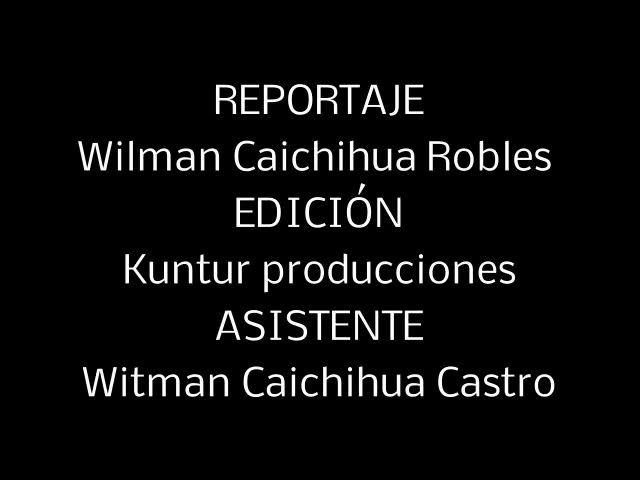 REPORTAJE
Wilman Caichihua Robles
EDICIÓN
Kuntur producciones
ASISTENTE
Witman Caichihua Castro